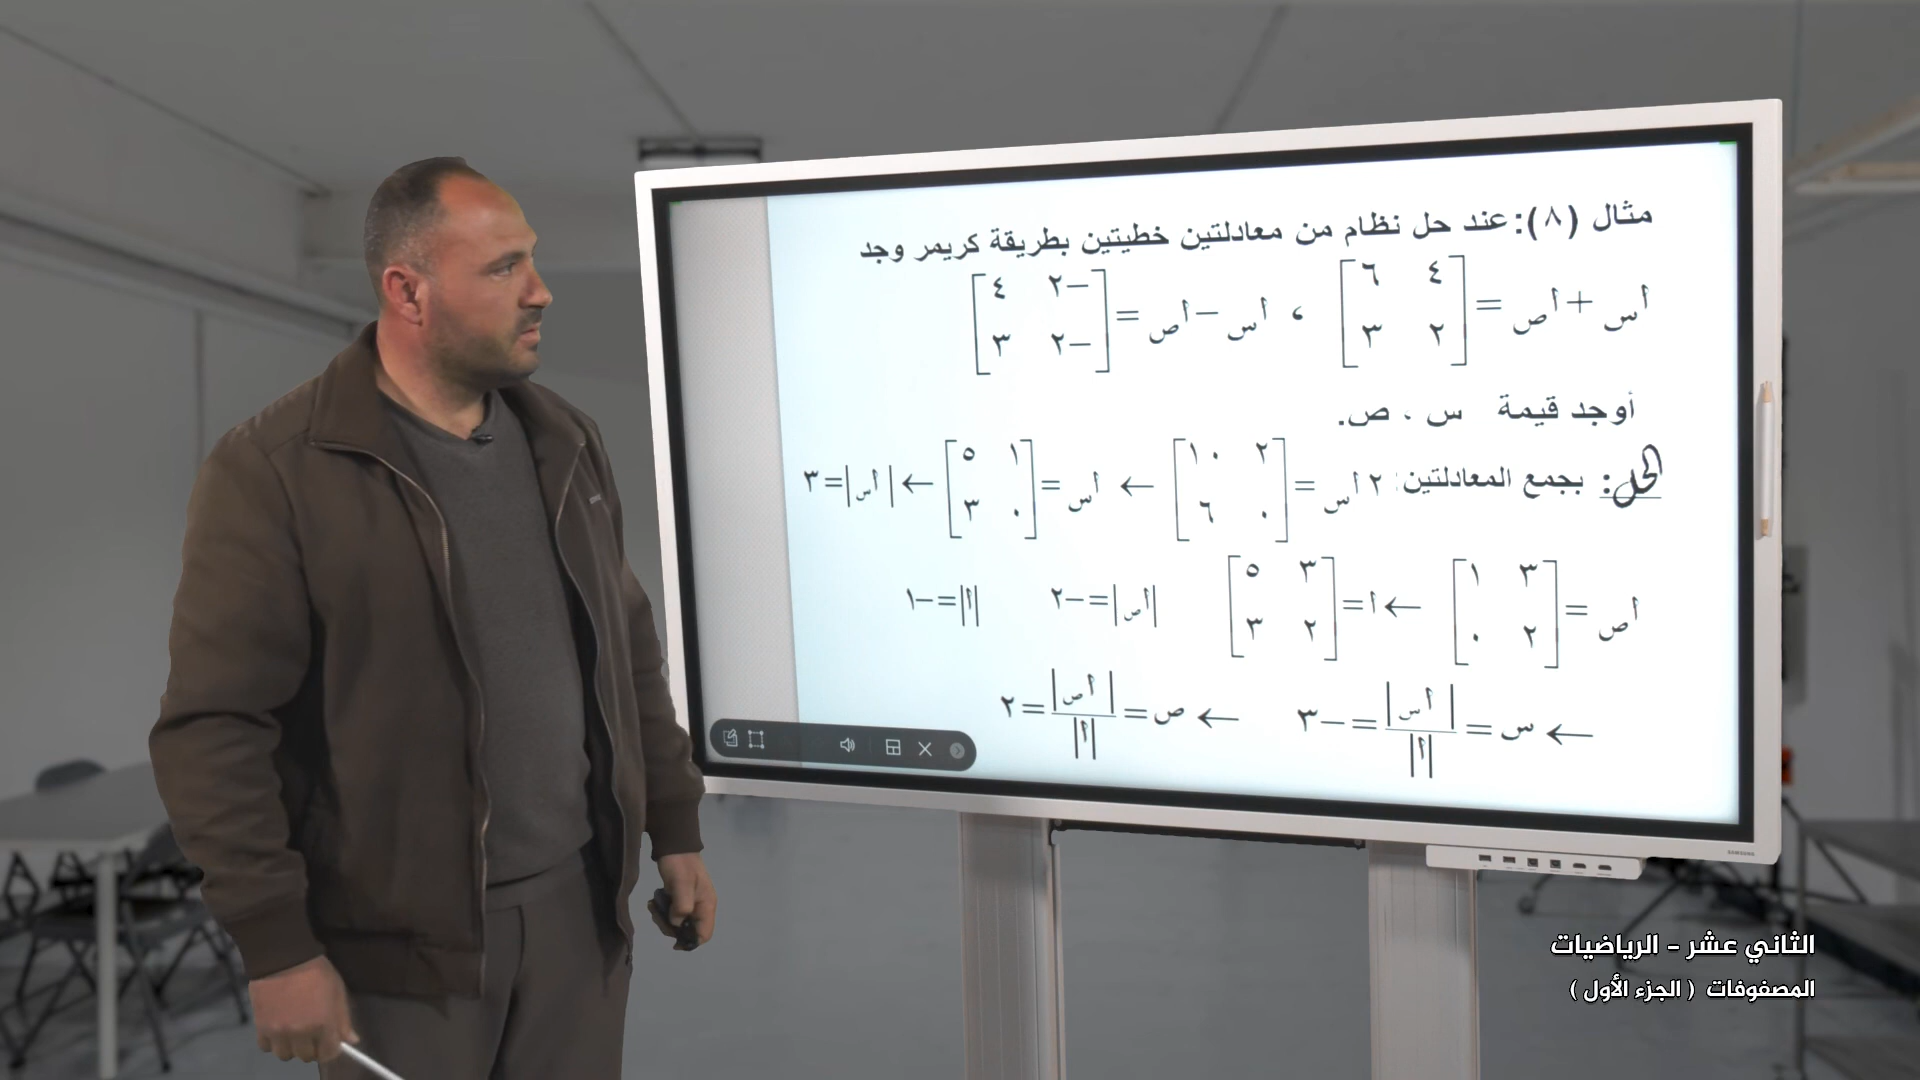 مثال (٨): عند حل نظام من معادلتين خطيتين بطريقة كريمر وجد
أس + أص = [٤ ٦ ٢ ٣] ، أس − أص = [−٢ ٤ −٢ ٣]
أوجد قيمة س ، ص.
الحل: بجمع المعادلتين: ٢ أس = [٢ ١٠ ٠ ٦] ← أس = [١ ٥ ٠ ٣] ← |أس| = ٣
أص = [٣ ١ ٢ ٠] ← أ = [٣ ٥ ٢ ٣] |أص| = −٢ |أ| = −١
← س = |أس| / |أ| = −٣ ← ص = |أص| / |أ| = ٢
SAMSUNG
الثاني عشر - الرياضيات
المصفوفات ( الجزء الأول )